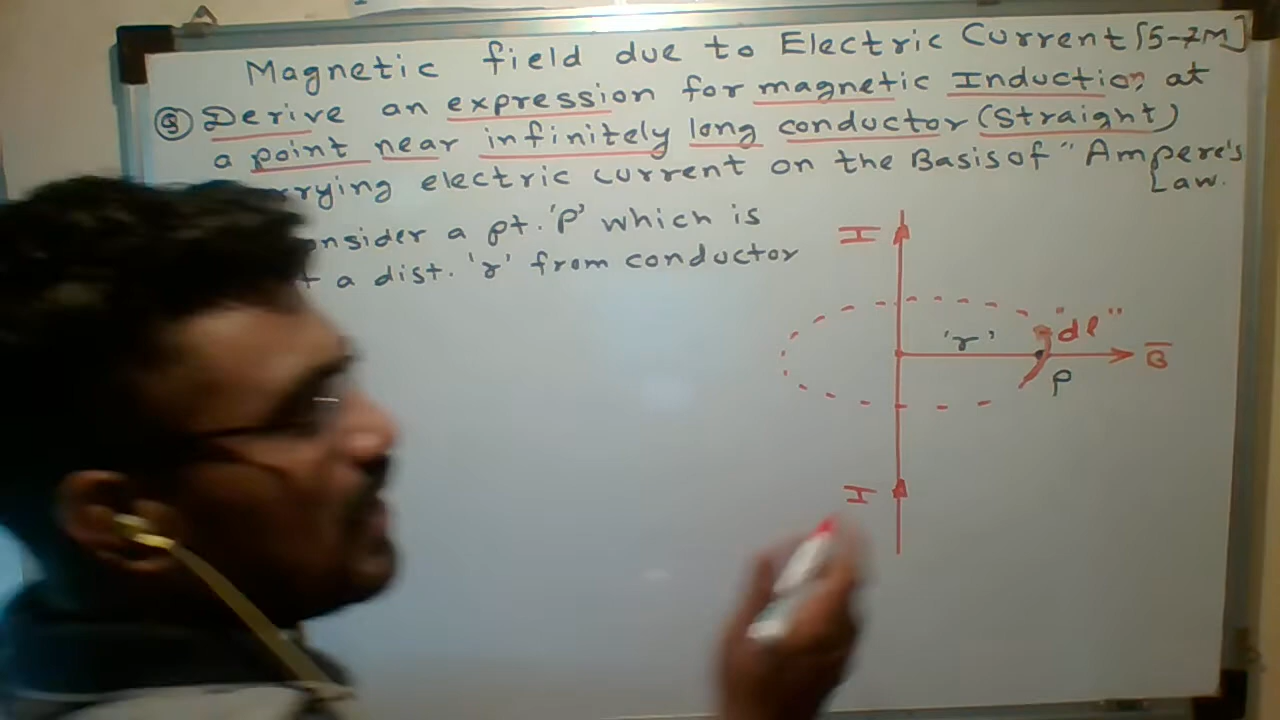 Magnetic field due to Electric Current [5-7M]
Q Derive an expression for magnetic Induction at
a point near infinitely long conductor (Straight)
rrying electric current on the Basis of "Ampere's
Law.
onsider a pt. 'P' which is
t a dist. 'r' from conductor
I
"dl"
'r'
B
P
I